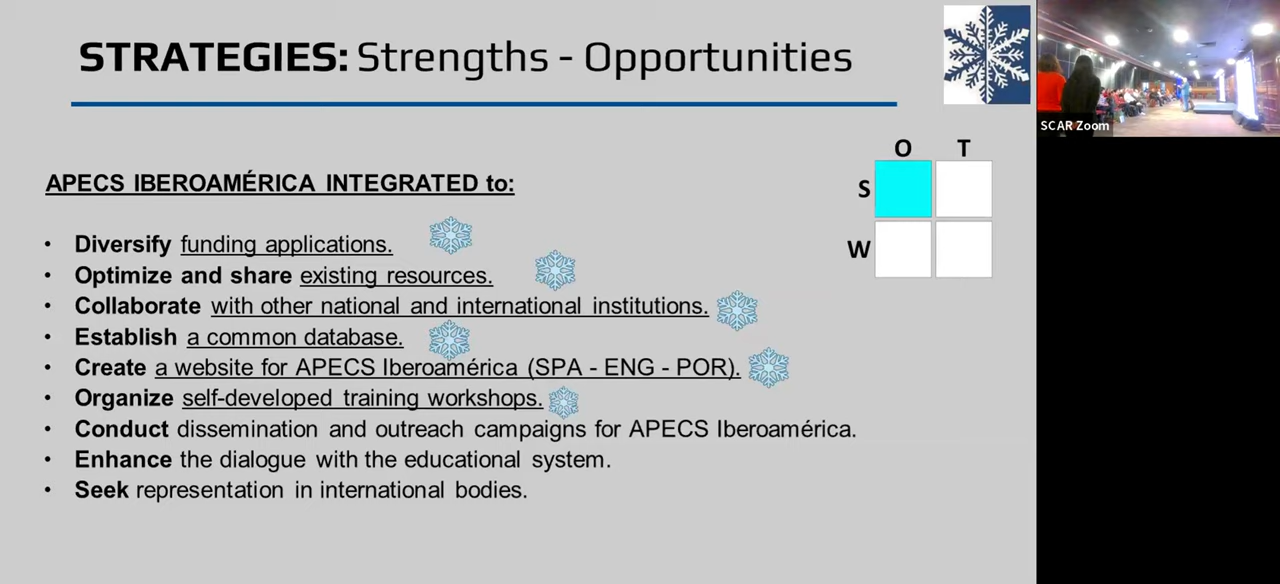 STRATEGIES: Strengths - Opportunities
SCAR Zoom
O T
S
W
APECS IBEROAMÉRICA INTEGRATED to:
• Diversify funding applications.
• Optimize and share existing resources.
• Collaborate with other national and international institutions.
• Establish a common database.
• Create a website for APECS Iberoamérica (SPA - ENG - POR).
• Organize self-developed training workshops.
• Conduct dissemination and outreach campaigns for APECS Iberoamérica.
• Enhance the dialogue with the educational system.
• Seek representation in international bodies.